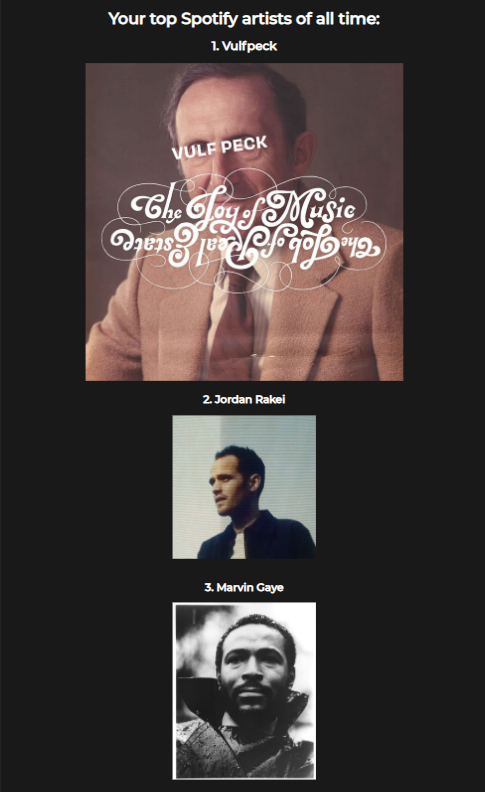 Your top Spotify artists of all time:
1. Vulfpeck
VULF PECK
The Joy of Music
The Job of Real Estate
2. Jordan Rakei
3. Marvin Gaye